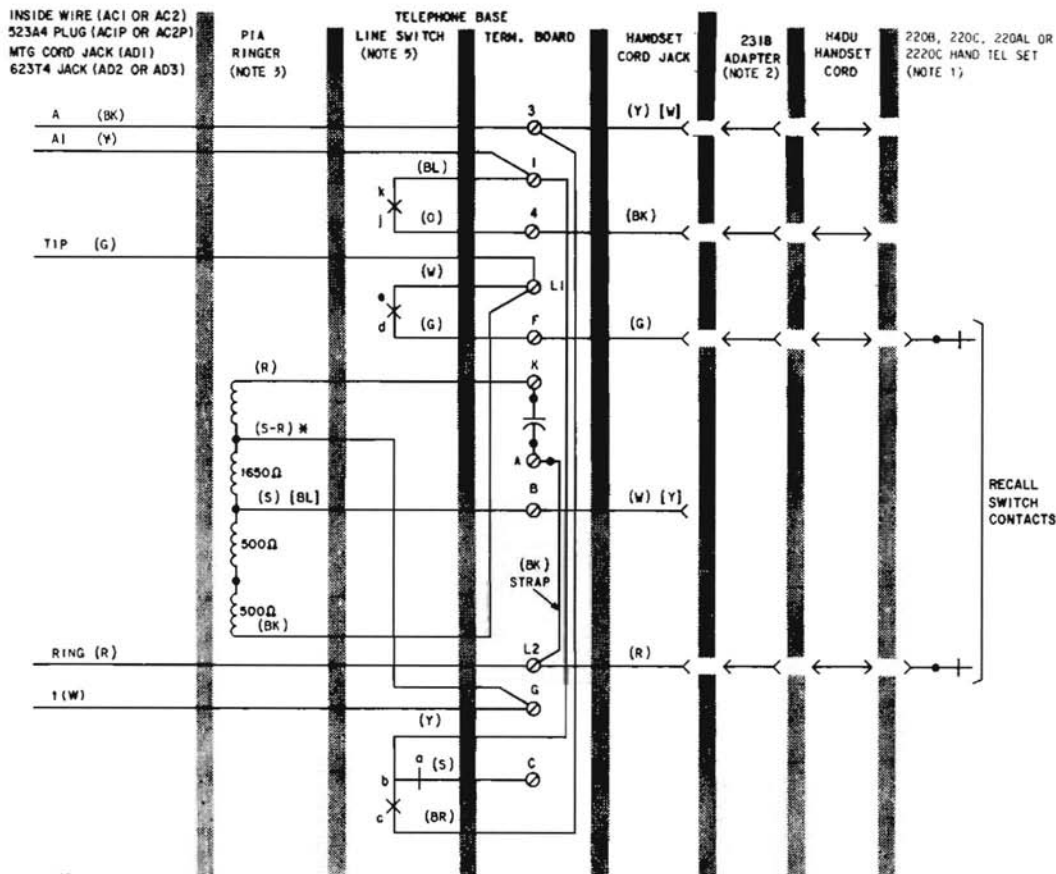 INSIDE WIRE (AC1 OR AC2)
523A4 PLUG (AC1P OR AC2P)
MTG CORD JACK (AD1)
623T4 JACK (AD2 OR AD3)
P1A
RINGER
(NOTE 3)
TELEPHONE BASE
LINE SWITCH
(NOTE 5)
TERM. BOARD
HANDSET
CORD JACK
231B
ADAPTER
(NOTE 2)
H4DU
HANDSET
CORD
220B, 220C, 220AL OR
2220C HAND TEL SET
(NOTE 1)
A (BK)
3
(Y) [W]
A1 (Y)
1
(BL)
k
j
(O)
4
(BK)
TIP (G)
(W)
L1
e
d
(G)
F
(G)
(R)
K
(S-R) *
1650Ω
A
(S) [BL]
B
(W) [Y]
500Ω
500Ω
(BK)
(BK)
STRAP
RECALL
SWITCH
CONTACTS
RING (R)
L2
(R)
1 (W)
G
(Y)
a
(S)
C
b
c
(BR)